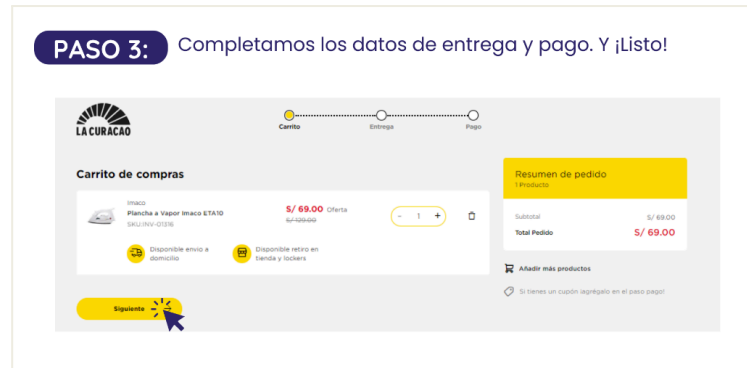 PASO 3: Completamos los datos de entrega y pago. Y ¡Listo!
LA CURACAO
Carrito Entrega Pago
Carrito de compras
Imaco
Plancha a Vapor Imaco ETA10
SKU:INV-01316
S/ 69.00 Oferta
S/ 129.00
- 1 +
Disponible envío a
domicilio
Disponible retiro en
tienda y lockers
Siguiente →
Resumen de pedido
1 Producto
Subtotal S/ 69.00
Total Pedido S/ 69.00
Añadir más productos
Si tienes un cupón ¡agrégalo en el paso pago!